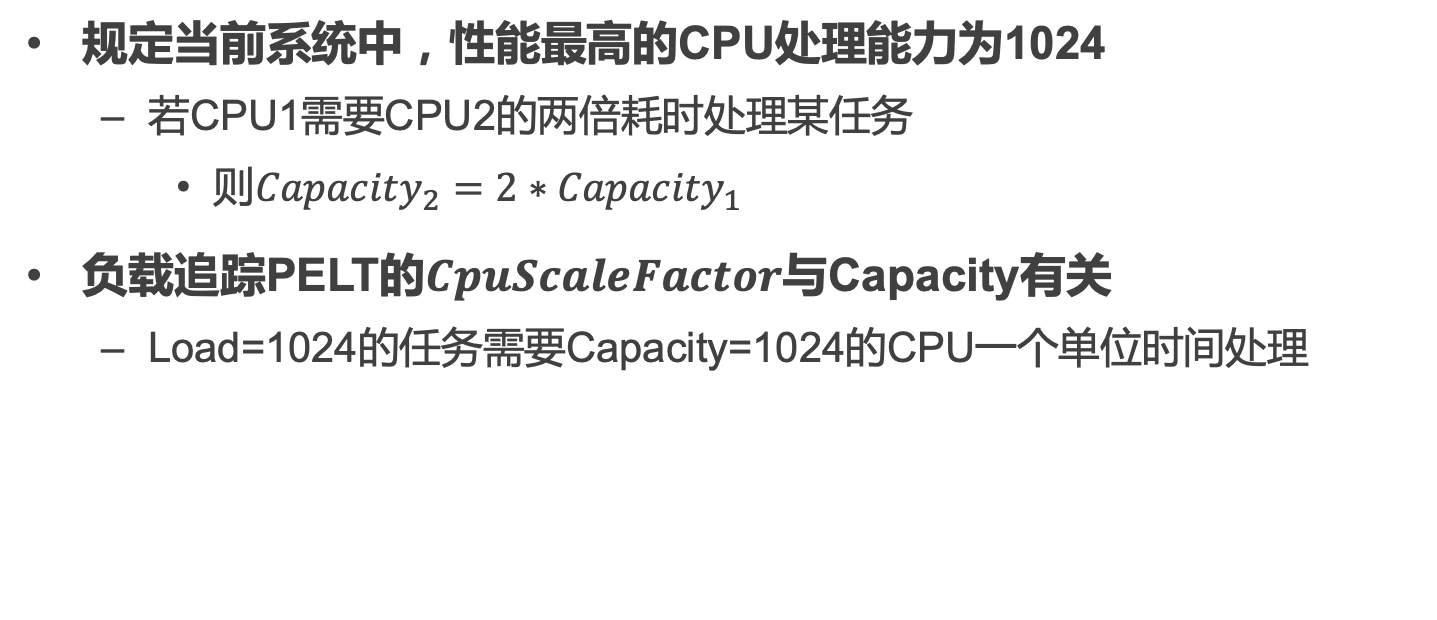 • 规定当前系统中，性能最高的CPU处理能力为1024
– 若CPU1需要CPU2的两倍耗时处理某任务
• 则Capacity₂ = 2 ∗ Capacity₁
• 负载追踪PELT的CpuScaleFactor与Capacity有关
– Load=1024的任务需要Capacity=1024的CPU一个单位时间处理